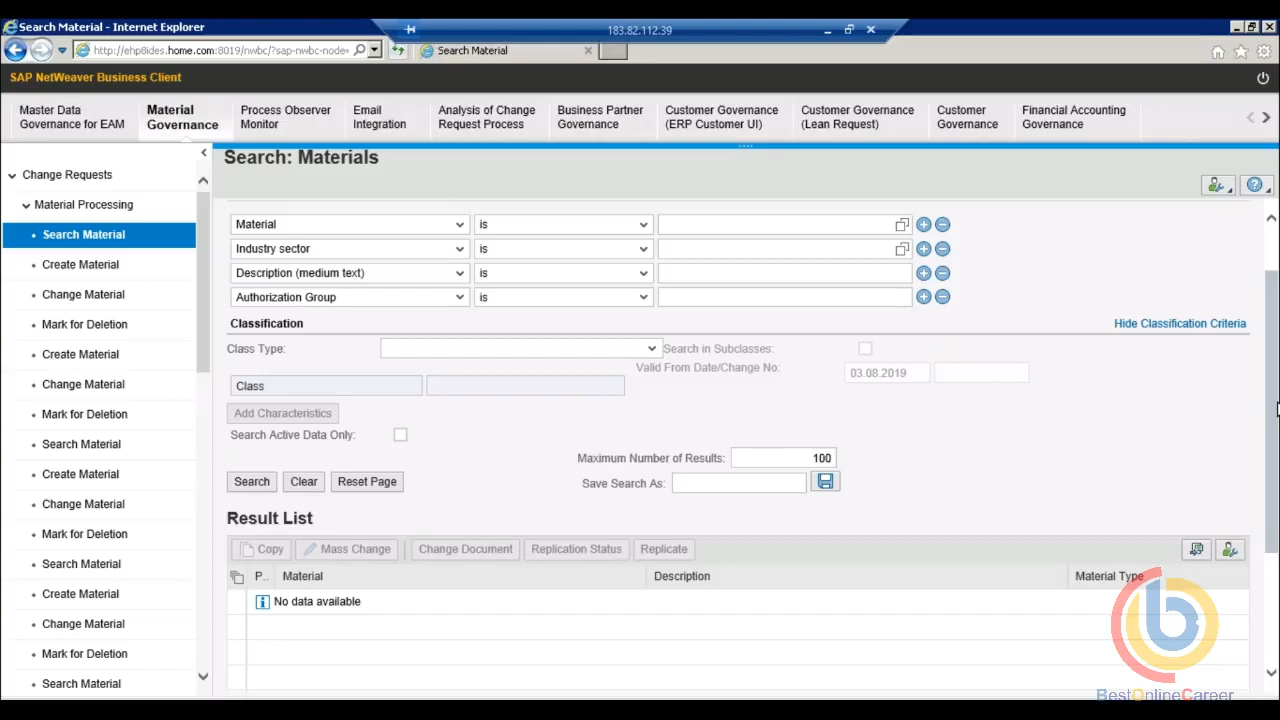 Search Material - Internet Explorer
183.82.112.39
http://ehp8ides.home.com:8019/nwbc/?sap-nwbc-node=
Search Material
SAP NetWeaver Business Client
Master Data
Governance for EAM
Material
Governance
Process Observer
Monitor
Email
Integration
Analysis of Change
Request Process
Business Partner
Governance
Customer Governance
(ERP Customer UI)
Customer Governance
(Lean Request)
Customer
Governance
Financial Accounting
Governance
Change Requests
Material Processing
Search Material
Create Material
Change Material
Mark for Deletion
Create Material
Change Material
Mark for Deletion
Search Material
Create Material
Change Material
Mark for Deletion
Search Material
Create Material
Change Material
Mark for Deletion
Search Material
Search: Materials
Material is
Industry sector is
Description (medium text) is
Authorization Group is
Classification Hide Classification Criteria
Class Type: Search in Subclasses:
Valid From Date/Change No: 03.08.2019
Class
Add Characteristics
Search Active Data Only:
Maximum Number of Results: 100
Search Clear Reset Page Save Search As:
Result List
Copy Mass Change Change Document Replication Status Replicate
P.. Material Description Material Type
No data available
BestOnlineCareer